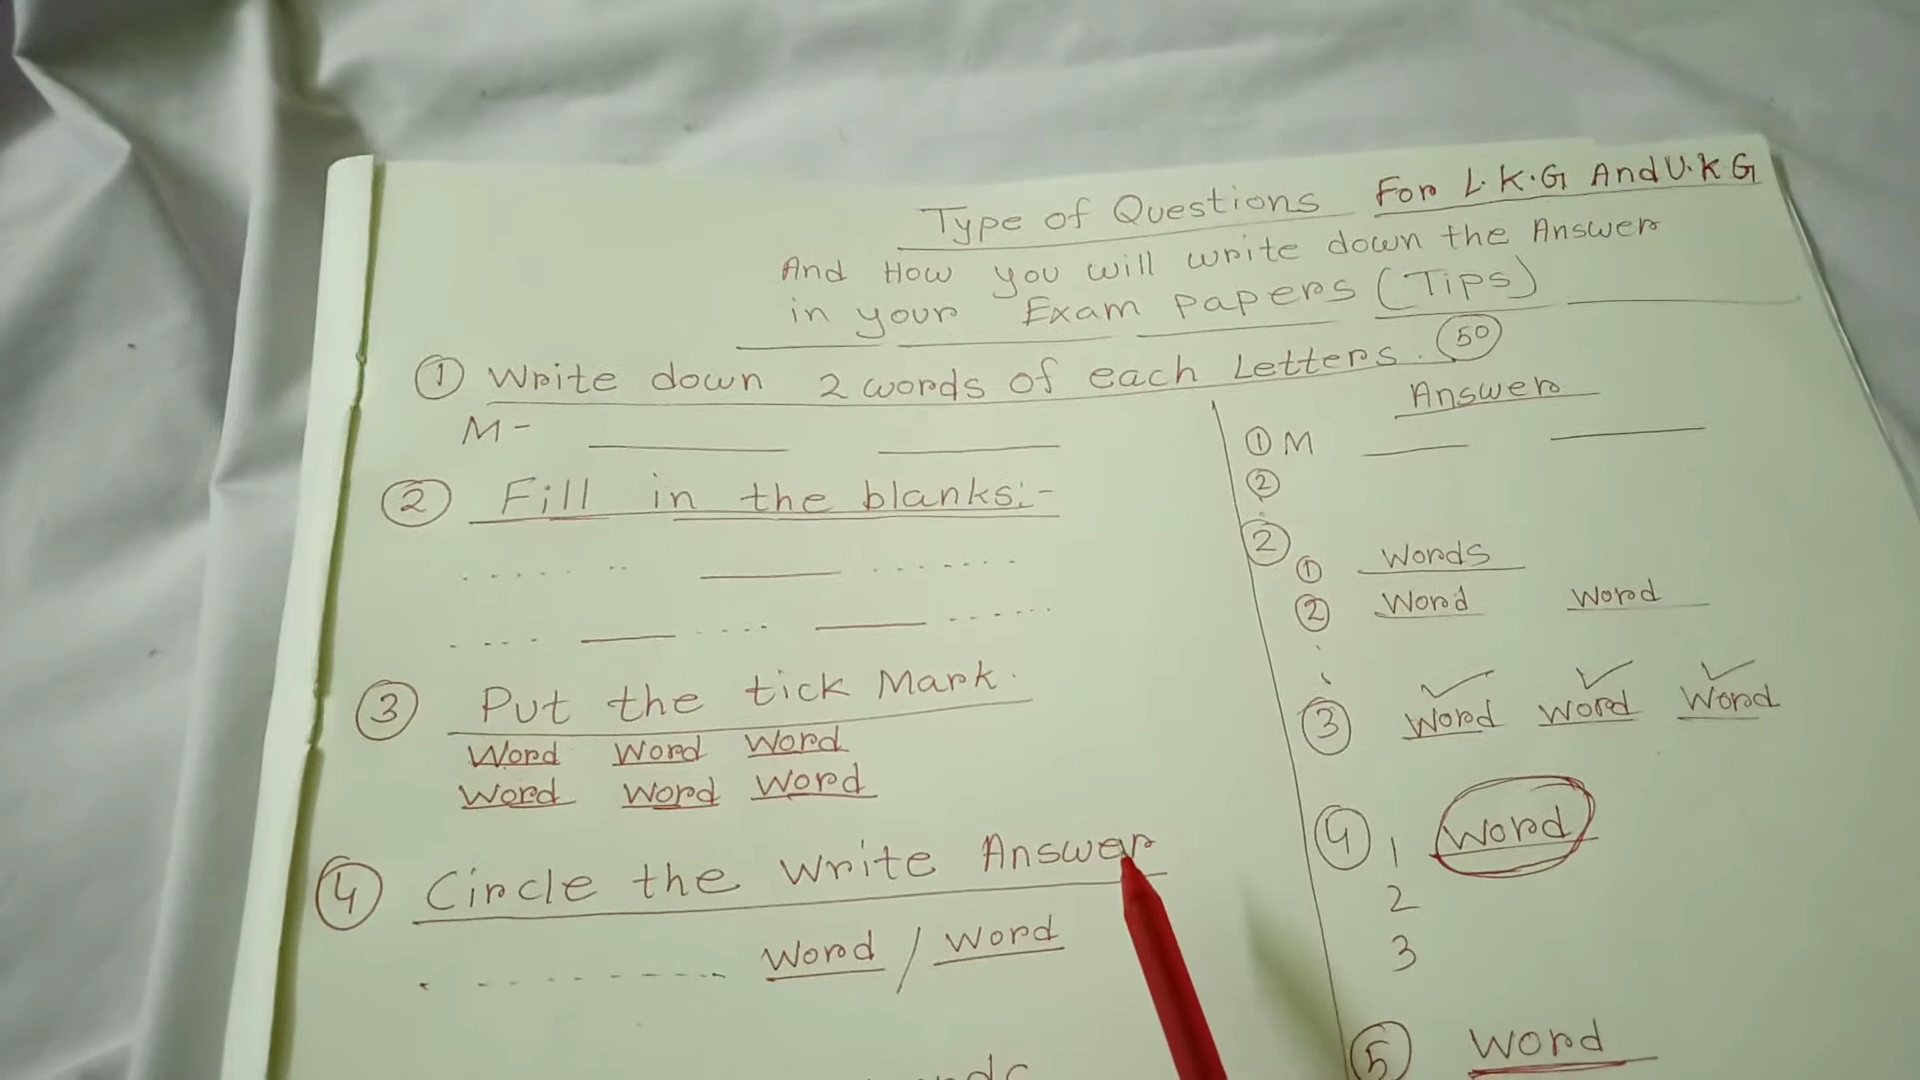 Type of Questions For L.K.G And U.K G
And How you will write down the Answer
in your Exam papers (Tips)
① Write down 2 words of each Letters. 50
M -
② Fill in the blanks:-
③ Put the tick Mark.
Word Word Word
Word Word Word
④ Circle the Write Answer
Word / Word
Answer
① M
②
②
① Words
② Word Word
③ Word Word Word
④ 1 Word
2
3
⑤ Word